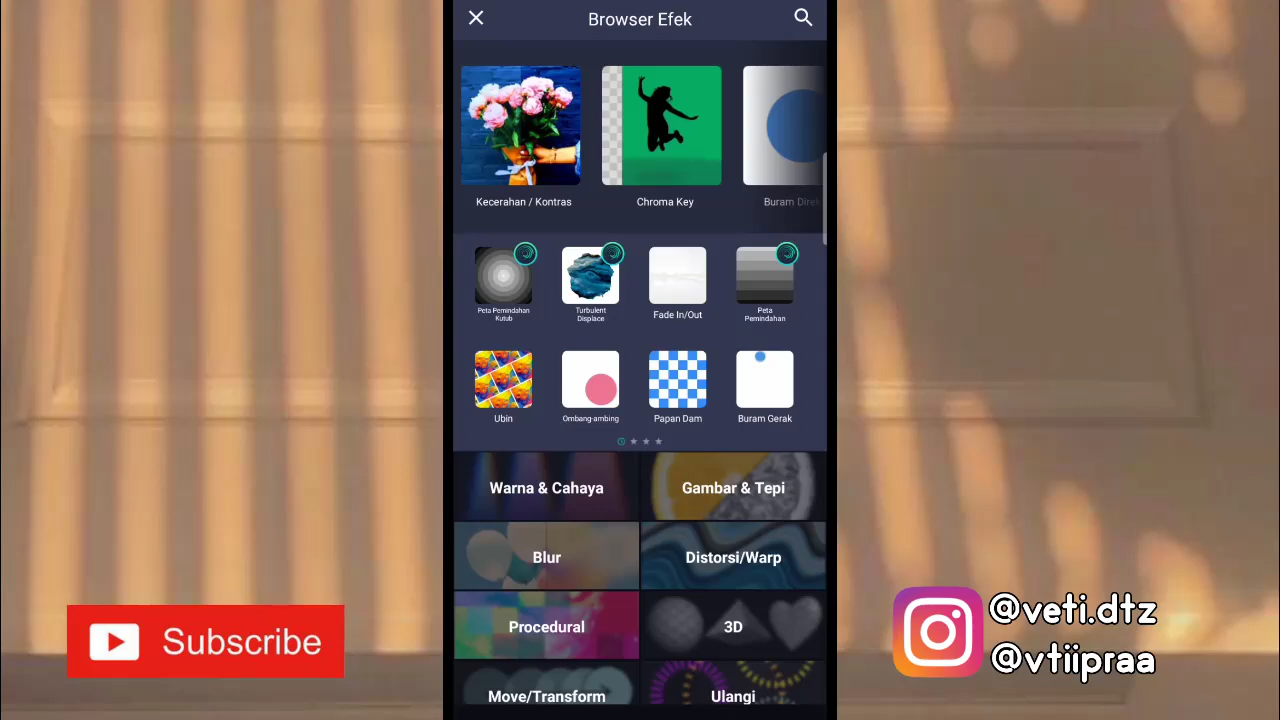 Browser Efek
Kecerahan / Kontras
Chroma Key
Buram Direk
Peta Pemindahan
Kutub
Turbulent
Displace
Fade In/Out
Peta
Pemindahan
Ubin
Ombang-ambing
Papan Dam
Buram Gerak
Warna & Cahaya
Gambar & Tepi
Blur
Distorsi/Warp
Procedural
3D
Move/Transform
Ulangi
Subscribe
@veti.dtz
@vtiipraa